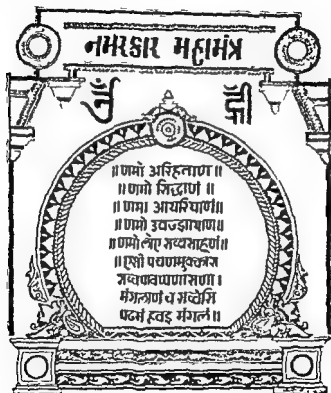 नमस्कार महामंत्र
ॐ ह्रीं
॥ णमो अरिहंताणं ॥
॥ णमो सिद्धाणं ॥
॥ णमो आयरियाणं ॥
॥ णमो उवज्झायाणं ॥
॥ णमो लोए सव्वसाहूणं ॥
॥ एसो पंचणमुक्कारो
सव्वपावप्पणासणो ।
मंगलाणं च सव्वेसिं
पढमं हवइ मंगलं ॥